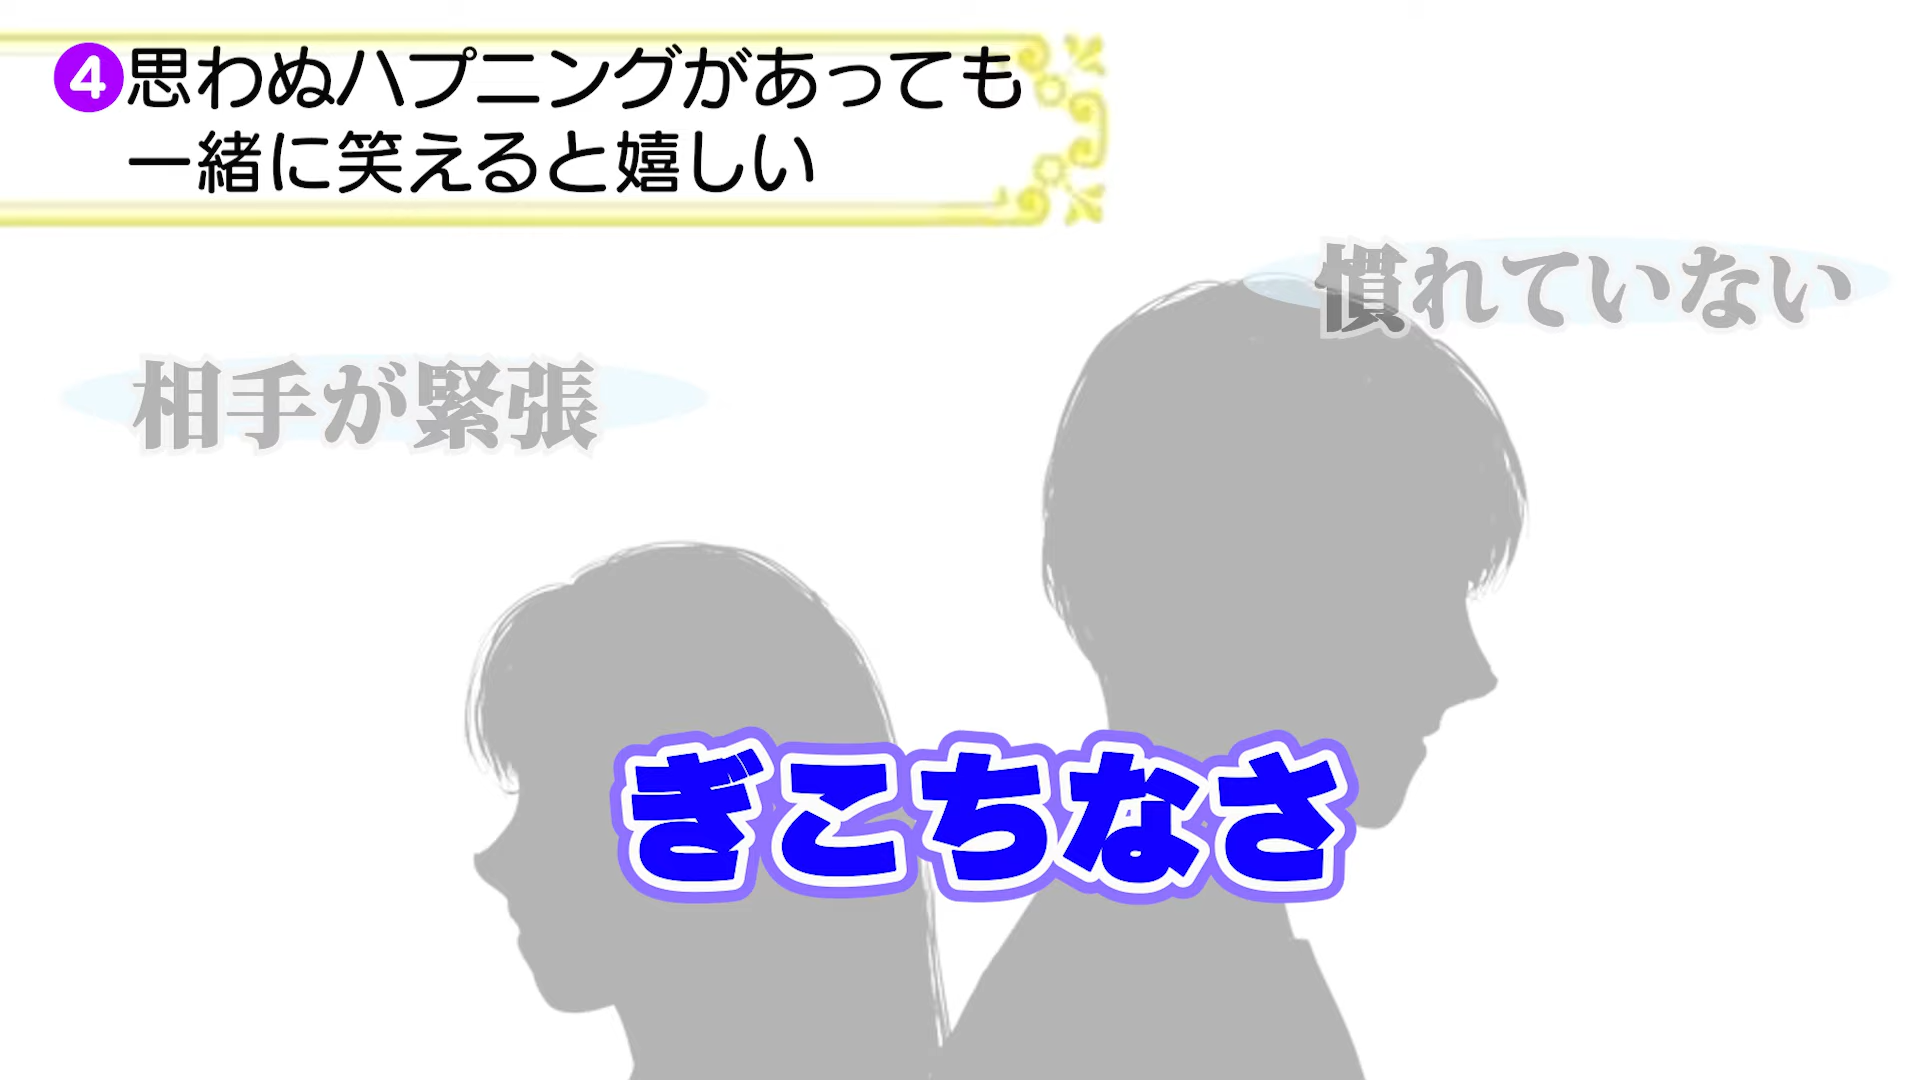 ④思わぬハプニングがあっても
一緒に笑えると嬉しい
慣れていない
相手が緊張
ぎこちなさ